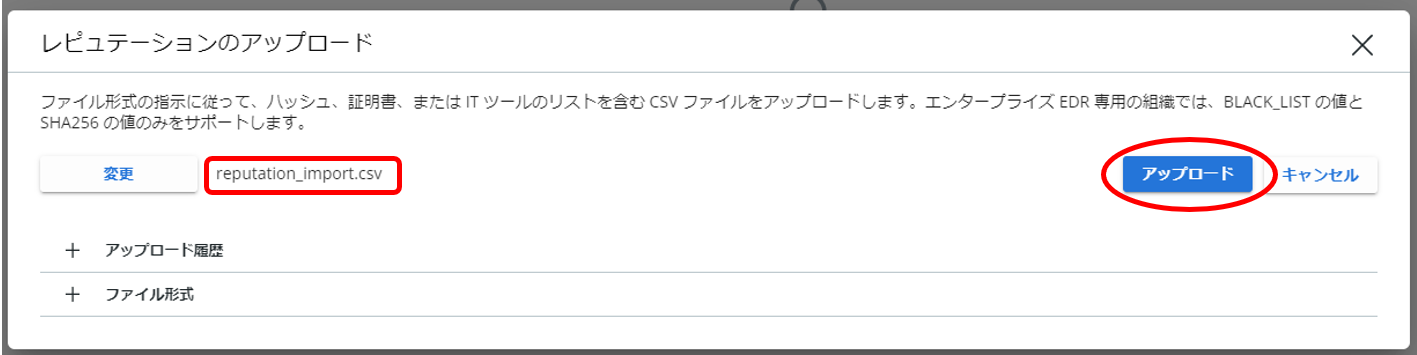 レピュテーションのアップロード
ファイル形式の指示に従って、ハッシュ、証明書、または IT ツールのリストを含む CSV ファイルをアップロードします。エンタープライズ EDR 専用の組織では、BLACK_LIST の値と
SHA256 の値のみをサポートします。
変更 reputation_import.csv アップロード キャンセル
アップロード履歴
ファイル形式